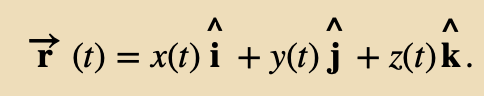 r⃗ (t) = x(t) î + y(t) ĵ + z(t) k̂.